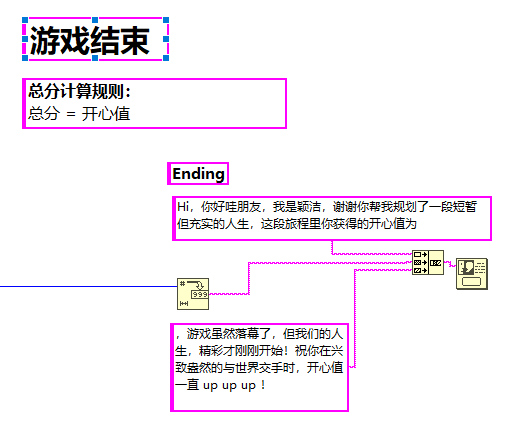 游戏结束
总分计算规则：
总分 = 开心值
Ending
Hi，你好哇朋友，我是颖洁，谢谢你帮我规划了一段短暂
但充实的人生，这段旅程里你获得的开心值为
#
999
，游戏虽然落幕了，但我们的人
生，精彩才刚刚开始！祝你在兴
致盎然的与世界交手时，开心值
一直 up up up！